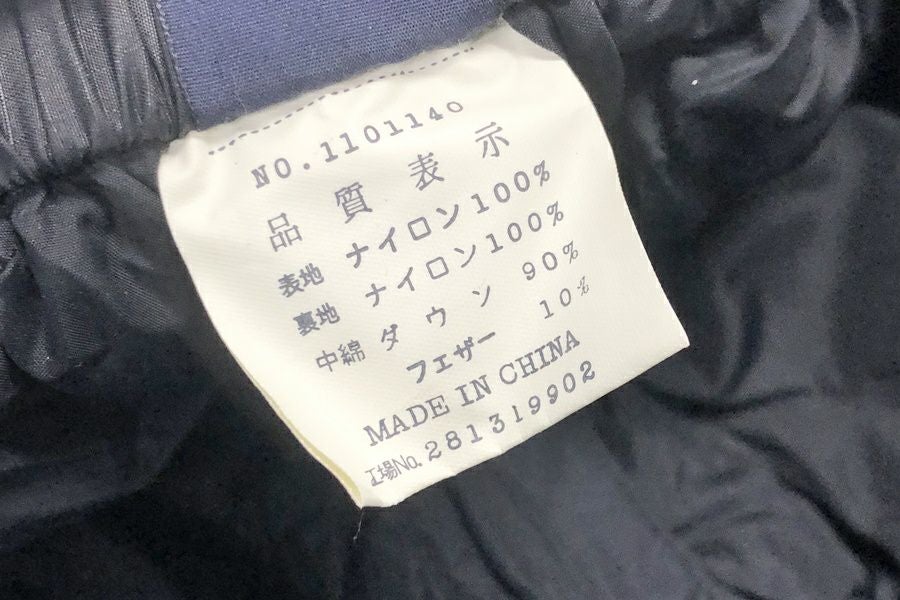 NO.1101140
品質表示
表地 ナイロン100%
裏地 ナイロン100%
中綿 ダウン 90%
フェザー 10%
MADE IN CHINA
工場No.281319902